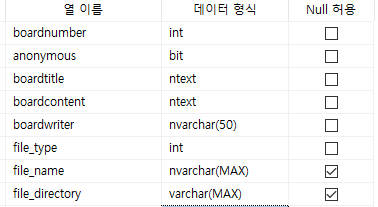 열 이름 데이터 형식 Null 허용
boardnumber int
anonymous bit
boardtitle ntext
boardcontent ntext
boardwriter nvarchar(50)
file_type int
file_name nvarchar(MAX)
file_directory varchar(MAX)